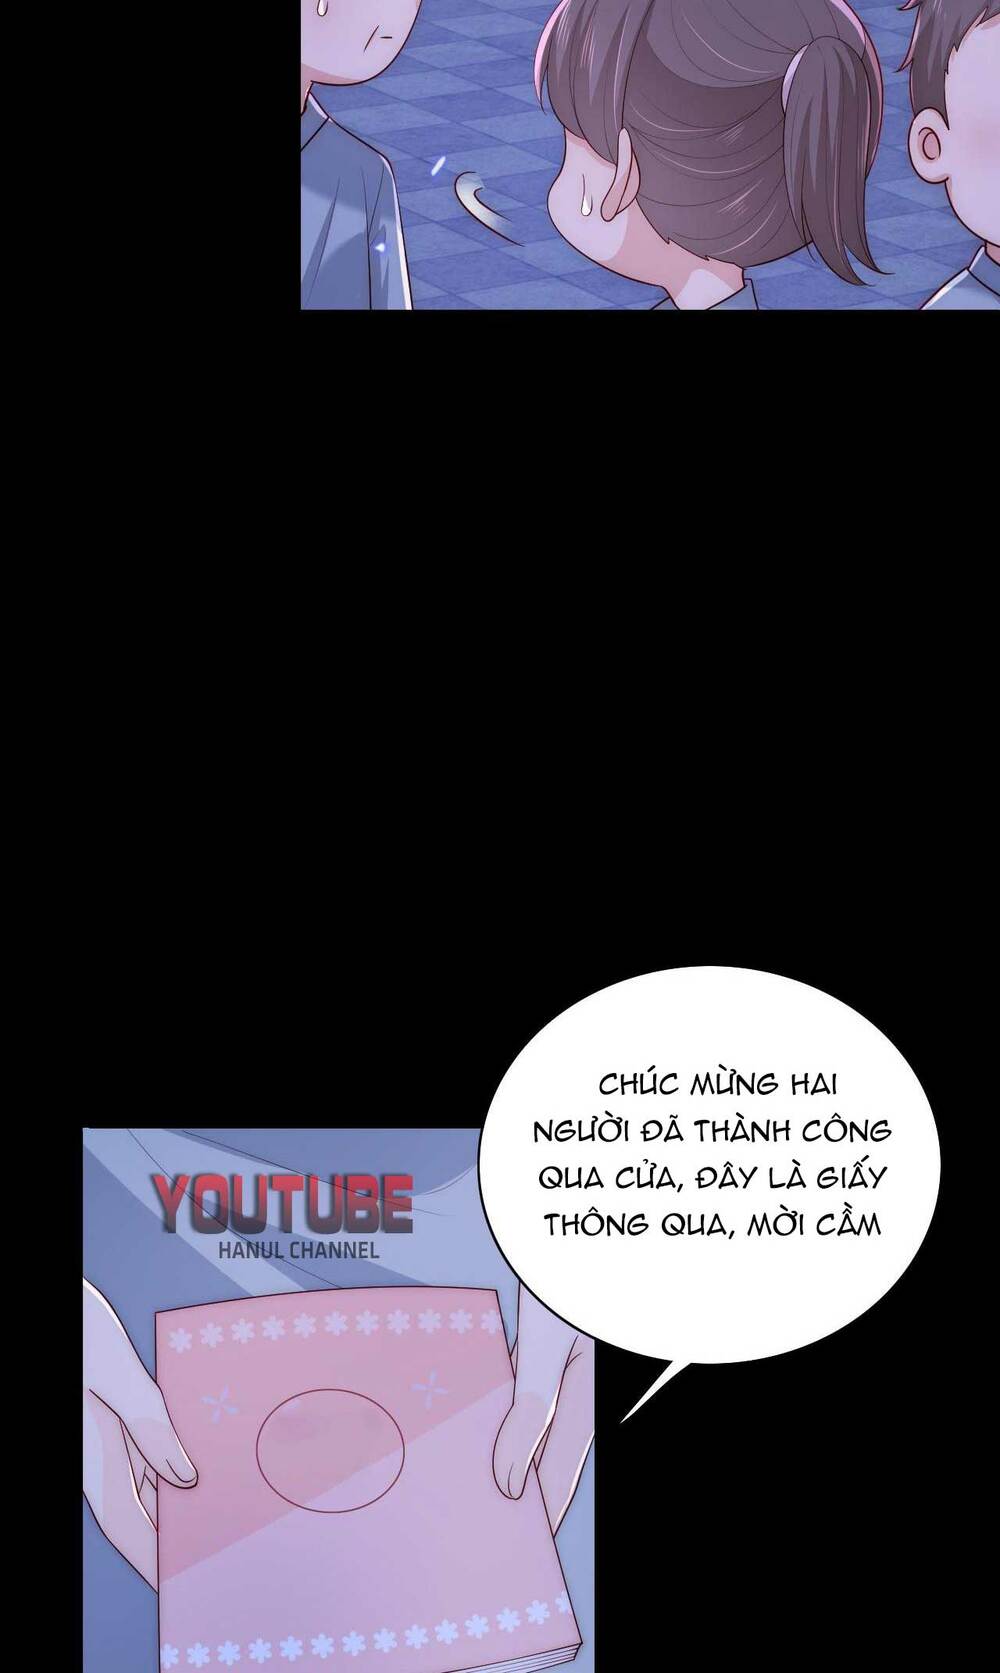 CHÚC MỪNG HAI
NGƯỜI ĐÃ THÀNH CÔNG
QUA CỬA, ĐÂY LÀ GIẤY
THÔNG QUA, MỜI CẦM
YOUTUBE
HANUL CHANNEL